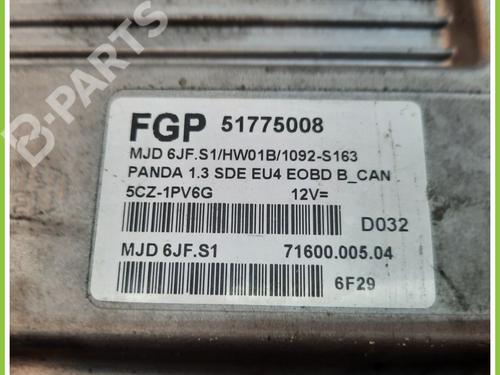 B-PARTS
FGP 51775008
MJD 6JF.S1/HW01B/1092-S163
PANDA 1.3 SDE EU4 EOBD B_CAN
5CZ-1PV6G 12V=
D032
MJD 6JF.S1 71600.005.04
6F29